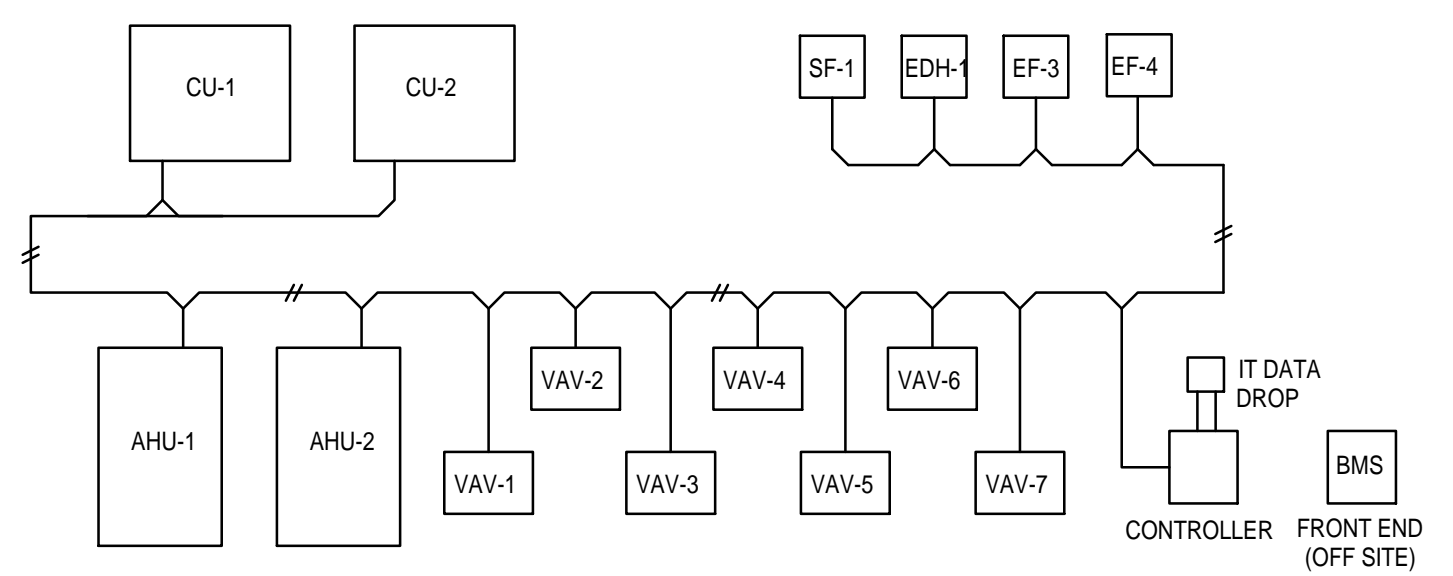 CU-1
CU-2
SF-1
EDH-1
EF-3
EF-4
AHU-1
AHU-2
VAV-1
VAV-2
VAV-3
VAV-4
VAV-5
VAV-6
VAV-7
IT DATA
DROP
CONTROLLER
BMS
FRONT END
(OFF SITE)